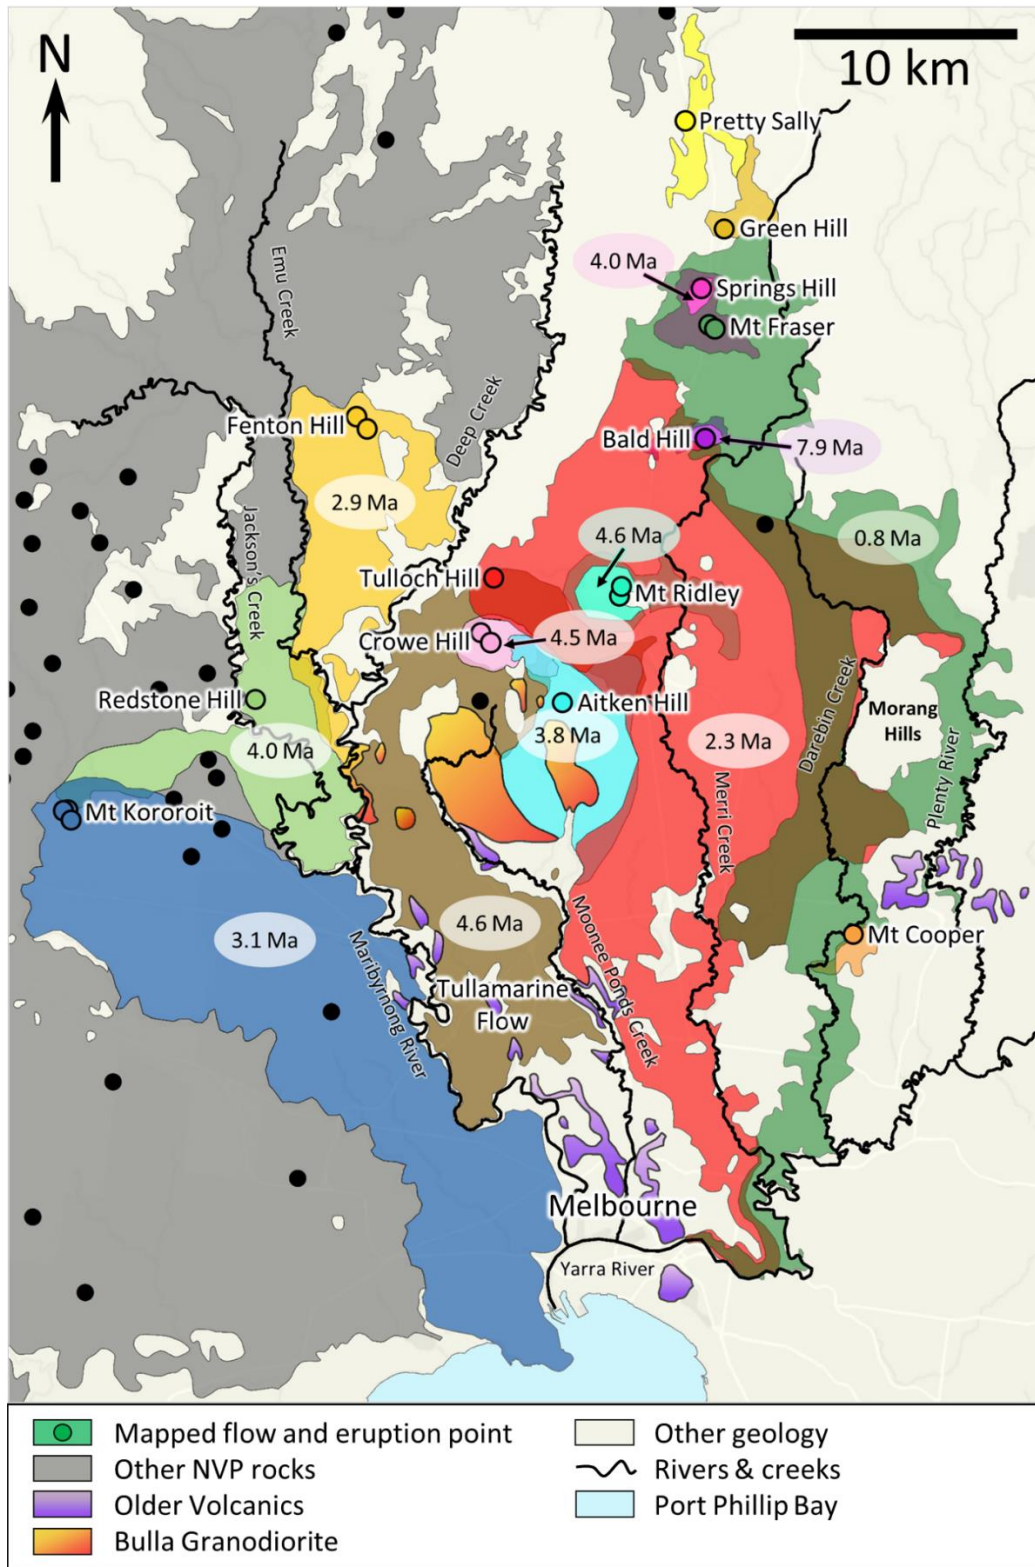 N
10 km
Pretty Sally
Green Hill
4.0 Ma
Springs Hill
Mt Fraser
Emu Creek
Fenton Hill
Deep Creek
Bald Hill
7.9 Ma
2.9 Ma
Jackson's Creek
4.6 Ma
0.8 Ma
Tulloch Hill
Mt Ridley
Crowe Hill
4.5 Ma
Redstone Hill
Aitken Hill
Morang
Hills
4.0 Ma
3.8 Ma
2.3 Ma
Darebin Creek
Plenty River
Merri Creek
Mt Kororoit
3.1 Ma
4.6 Ma
Mt Cooper
Maribyrnong River
Tullamarine
Flow
Moonee Ponds Creek
Melbourne
Yarra River
Mapped flow and eruption point
Other NVP rocks
Older Volcanics
Bulla Granodiorite
Other geology
Rivers & creeks
Port Phillip Bay